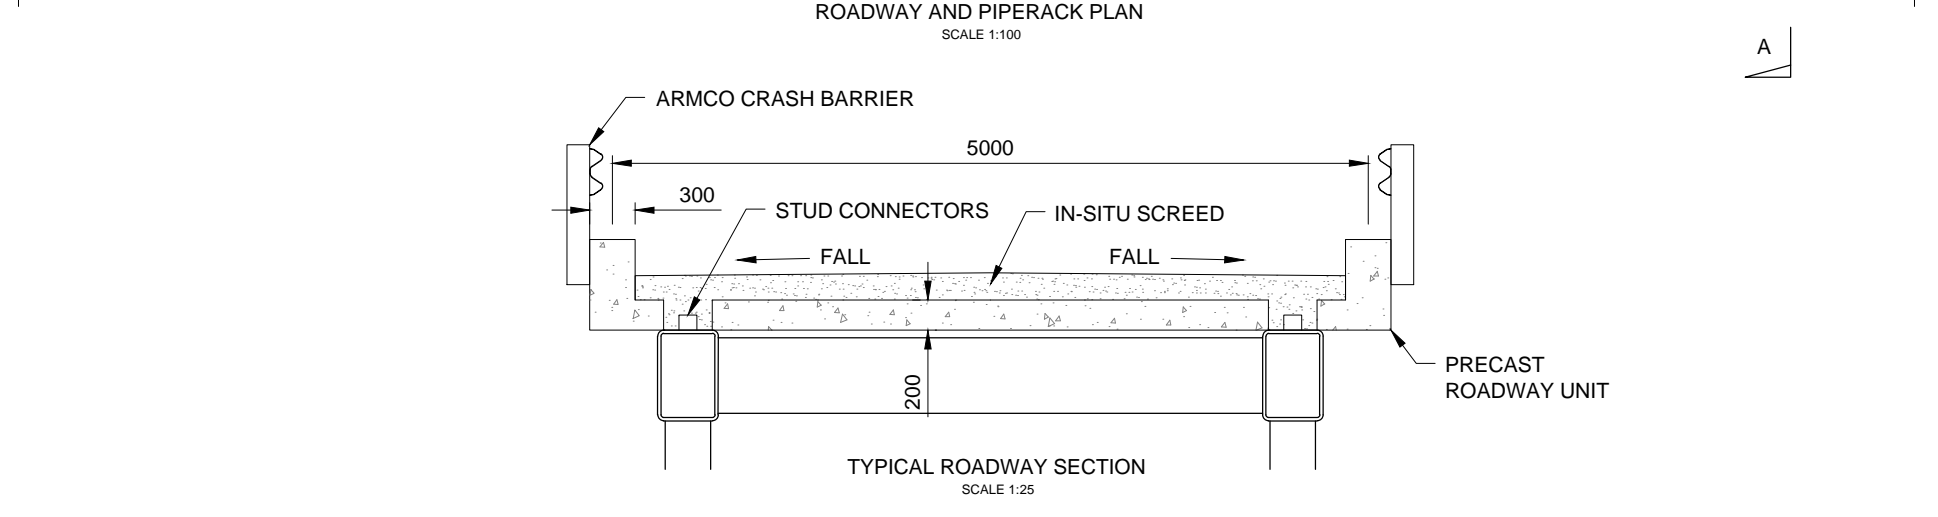 ROADWAY AND PIPERACK PLAN
SCALE 1:100
A
ARMCO CRASH BARRIER
5000
300
STUD CONNECTORS
IN-SITU SCREED
FALL
FALL
200
PRECAST
ROADWAY UNIT
TYPICAL ROADWAY SECTION
SCALE 1:25